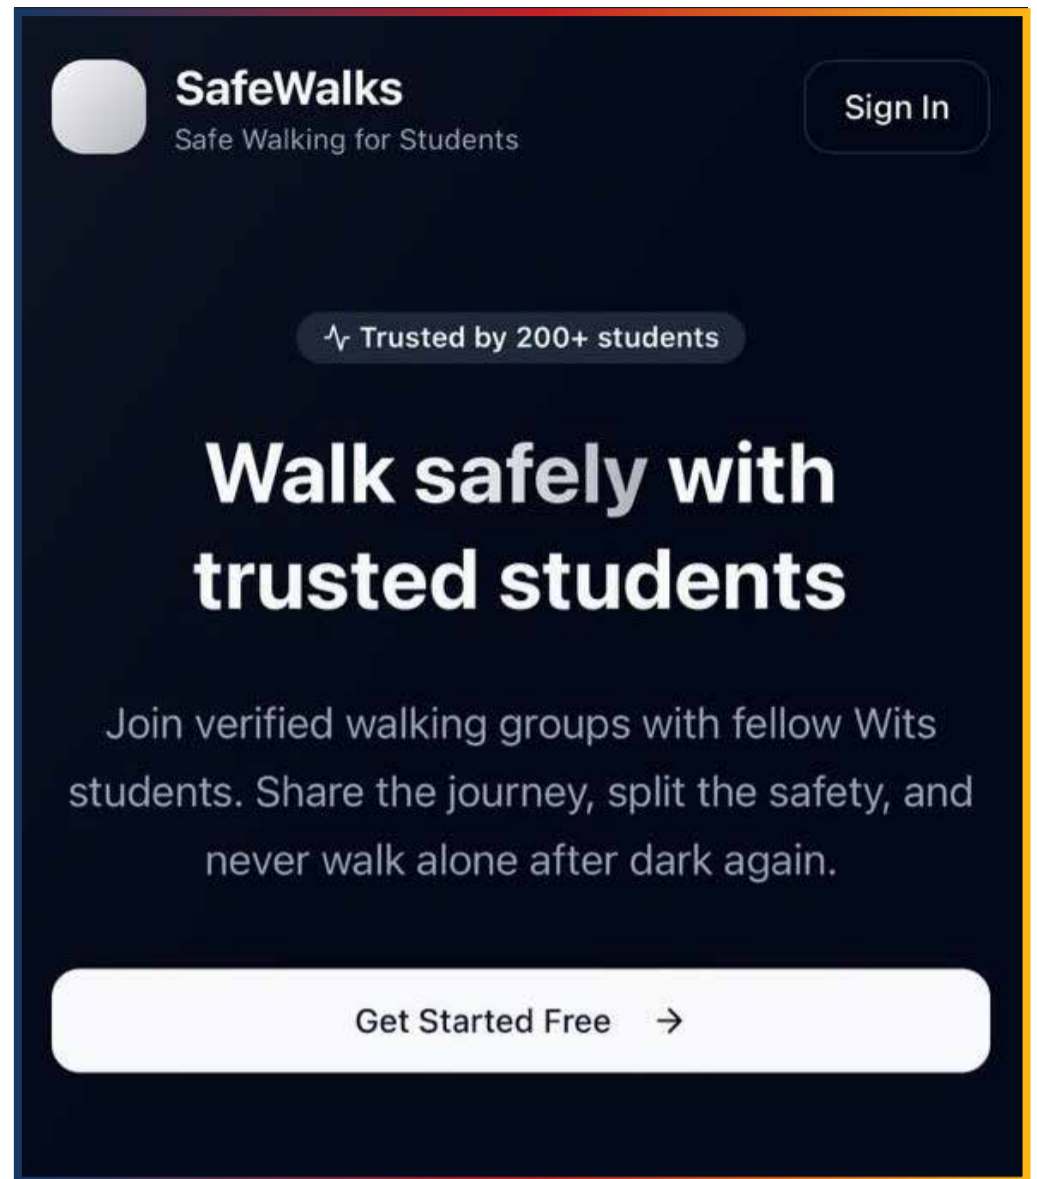 SafeWalks
Safe Walking for Students
Sign In
Trusted by 200+ students
Walk safely with
trusted students
Join verified walking groups with fellow Wits
students. Share the journey, split the safety, and
never walk alone after dark again.
Get Started Free →